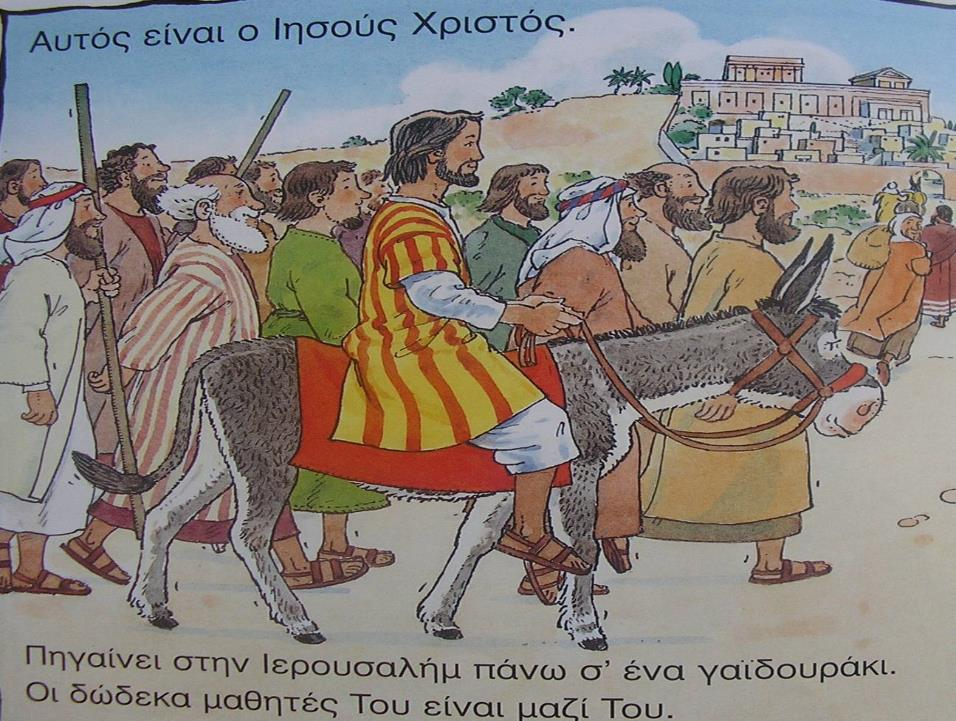 Αυτός είναι ο Ιησούς Χριστός.
Πηγαίνει στην Ιερουσαλήμ πάνω σ' ένα γαϊδουράκι.
Οι δώδεκα μαθητές Του είναι μαζί Του.